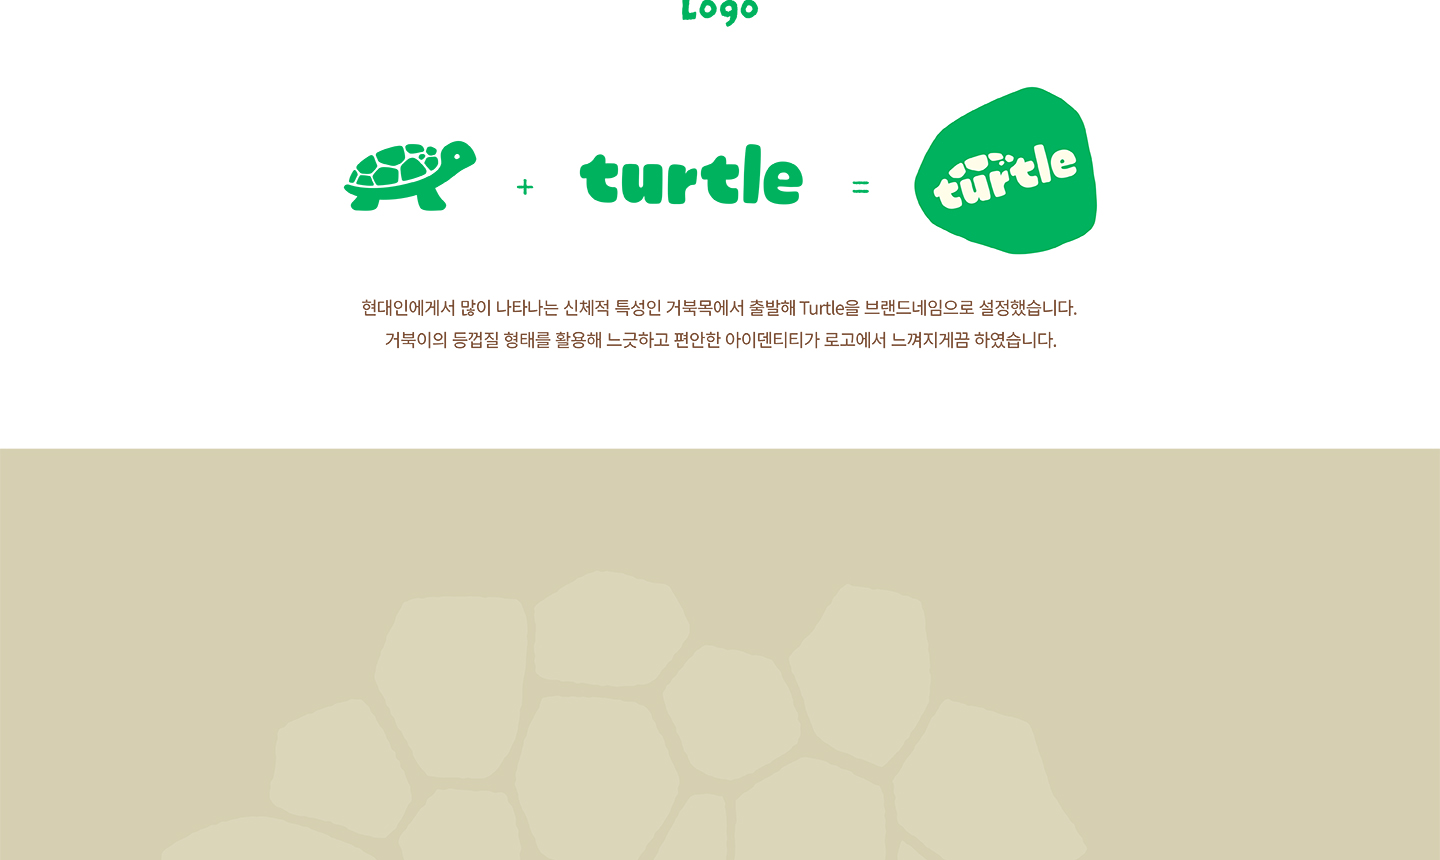 Logo
+ turtle =
turtle
현대인에게서 많이 나타나는 신체적 특성인 거북목에서 출발해 Turtle을 브랜드네임으로 설정했습니다.
거북이의 등껍질 형태를 활용해 느긋하고 편안한 아이덴티티가 로고에서 느껴지게끔 하였습니다.